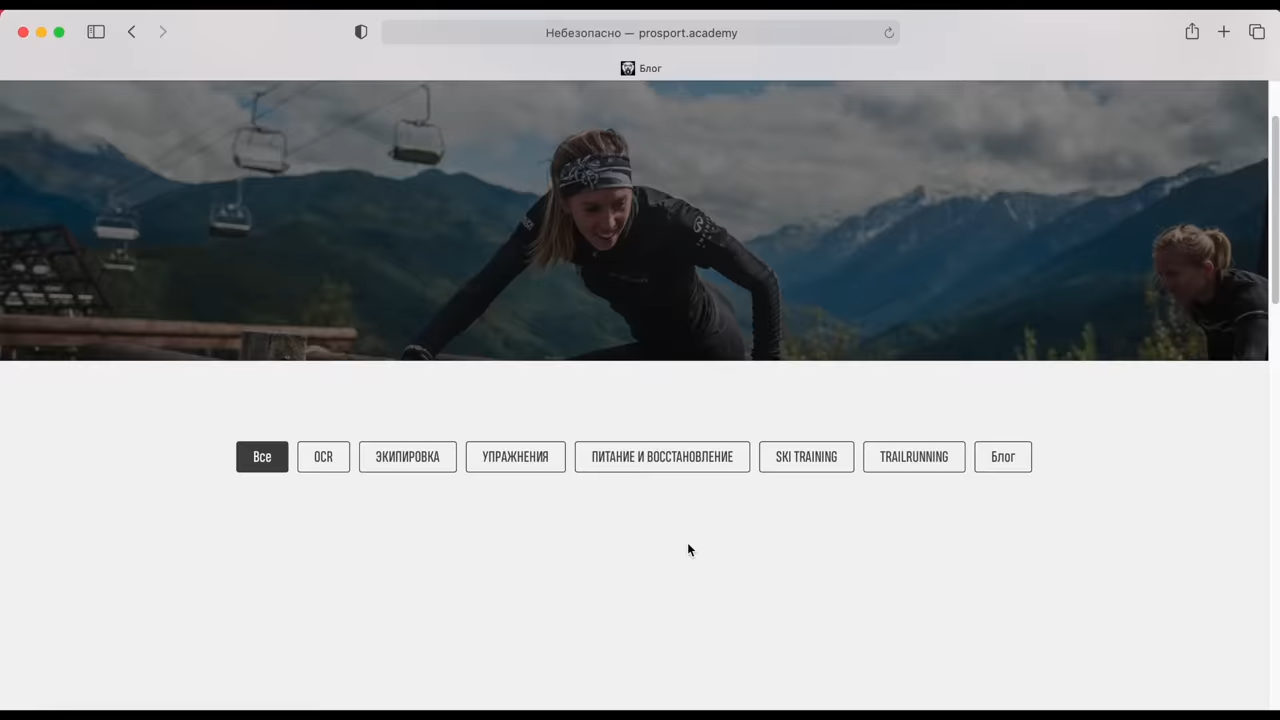 Небезопасно — prosport.academy
Блог
Все
OCR
ЭКИПИРОВКА
УПРАЖНЕНИЯ
ПИТАНИЕ И ВОССТАНОВЛЕНИЕ
SKI TRAINING
TRAILRUNNING
Блог